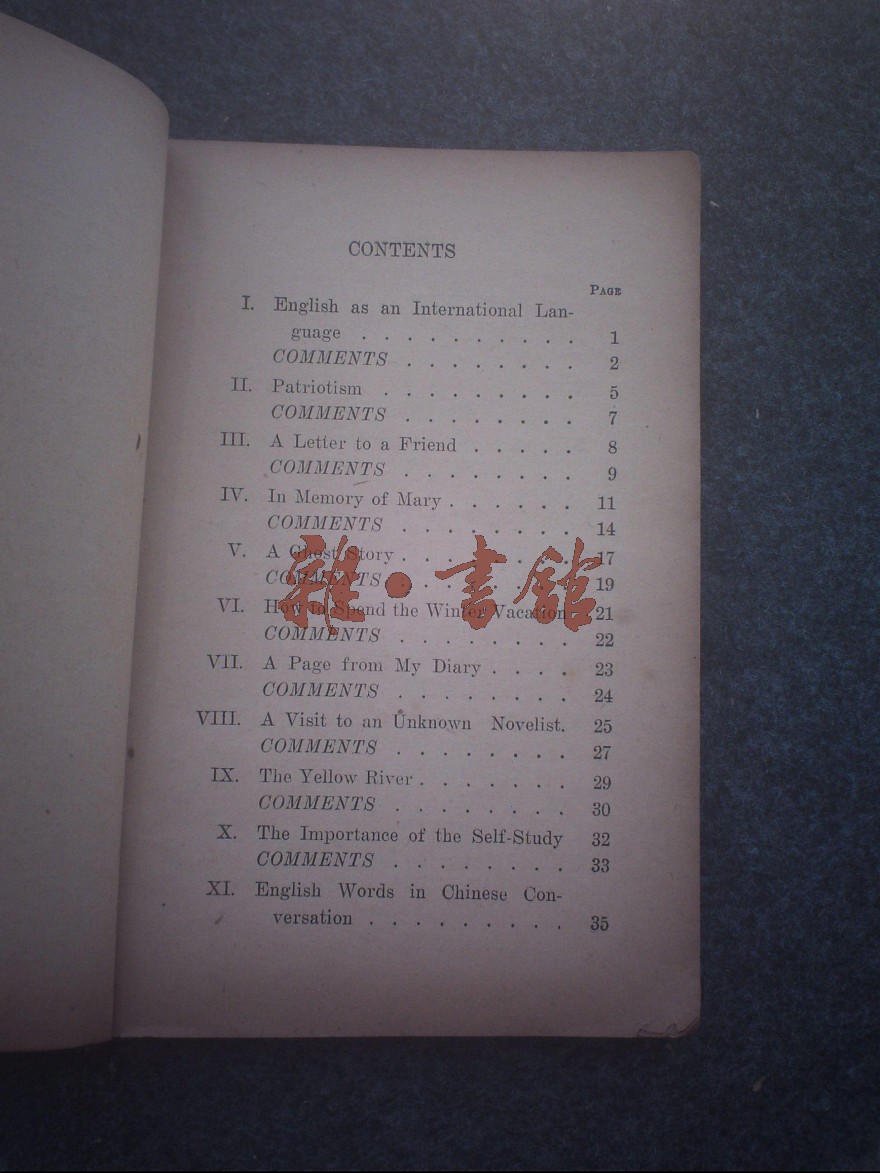 CONTENTS
PAGE
I. English as an International Lan-
guage . . . . . . . . . . 1
COMMENTS . . . . . . . . 2
II. Patriotism . . . . . . . . . 5
COMMENTS . . . . . . . . 7
III. A Letter to a Friend . . . . . 8
COMMENTS . . . . . . . . 9
IV. In Memory of Mary . . . . . . 11
COMMENTS . . . . . . . . 14
V. A Ghost Story . . . . . . . . 17
COMMENTS . . . . . . . . 19
VI. How to Spend the Winter Vacation. 21
COMMENTS . . . . . . . . 22
VII. A Page from My Diary . . . . 23
COMMENTS . . . . . . . . 24
VIII. A Visit to an Unknown Novelist. 25
COMMENTS . . . . . . . . 27
IX. The Yellow River . . . . . . . 29
COMMENTS . . . . . . . . 30
X. The Importance of the Self-Study 32
COMMENTS . . . . . . . . 33
XI. English Words in Chinese Con-
versation . . . . . . . . . 35
雜·書館